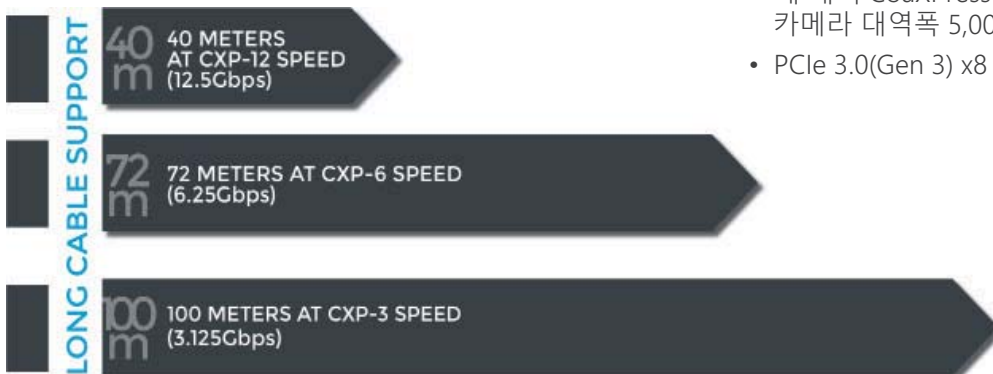 LONG CABLE SUPPORT
40 m
40 METERS
AT CXP-12 SPEED
(12.5Gbps)
72 m
72 METERS AT CXP-6 SPEED
(6.25Gbps)
100 m
100 METERS AT CXP-3 SPEED
(3.125Gbps)
카메라 대역폭 5,00
• PCIe 3.0(Gen 3) x8